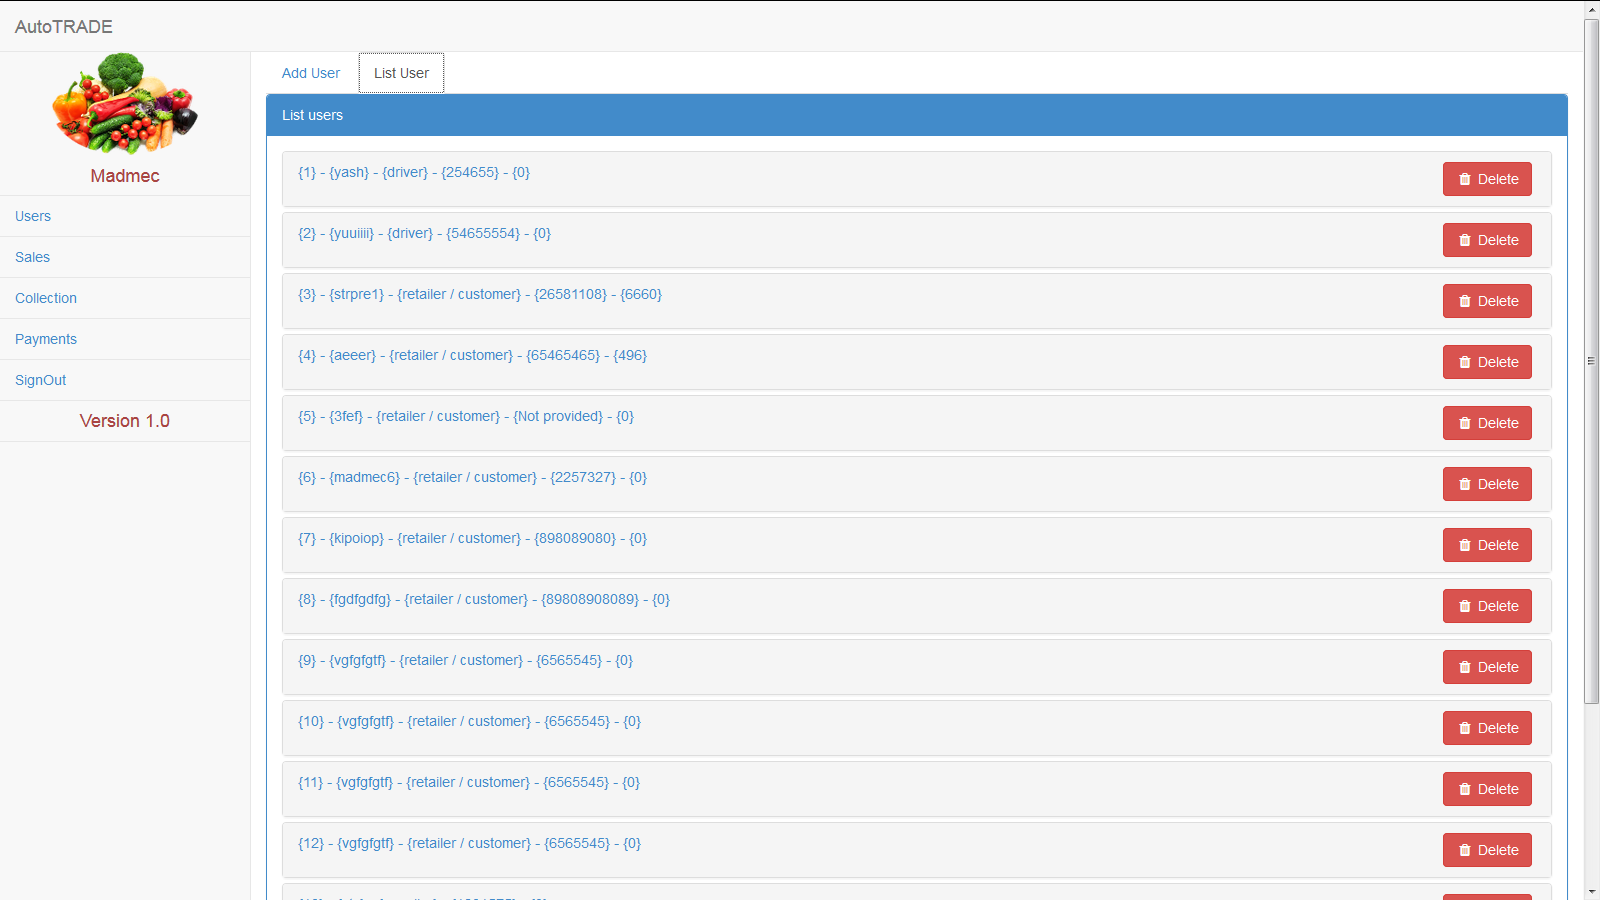 AutoTRADE
Madmec
Users
Sales
Collection
Payments
SignOut
Version 1.0
Add User
List User
List users
{1} - {yash} - {driver} - {254655} - {0}
Delete
{2} - {yuuiiii} - {driver} - {54655554} - {0}
Delete
{3} - {strpre1} - {retailer / customer} - {26581108} - {6660}
Delete
{4} - {aeeer} - {retailer / customer} - {65465465} - {496}
Delete
{5} - {3fef} - {retailer / customer} - {Not provided} - {0}
Delete
{6} - {madmec6} - {retailer / customer} - {2257327} - {0}
Delete
{7} - {kipoiop} - {retailer / customer} - {898089080} - {0}
Delete
{8} - {fgdfgdfg} - {retailer / customer} - {89808908089} - {0}
Delete
{9} - {vgfgfgtf} - {retailer / customer} - {6565545} - {0}
Delete
{10} - {vgfgfgtf} - {retailer / customer} - {6565545} - {0}
Delete
{11} - {vgfgfgtf} - {retailer / customer} - {6565545} - {0}
Delete
{12} - {vgfgfgtf} - {retailer / customer} - {6565545} - {0}
Delete